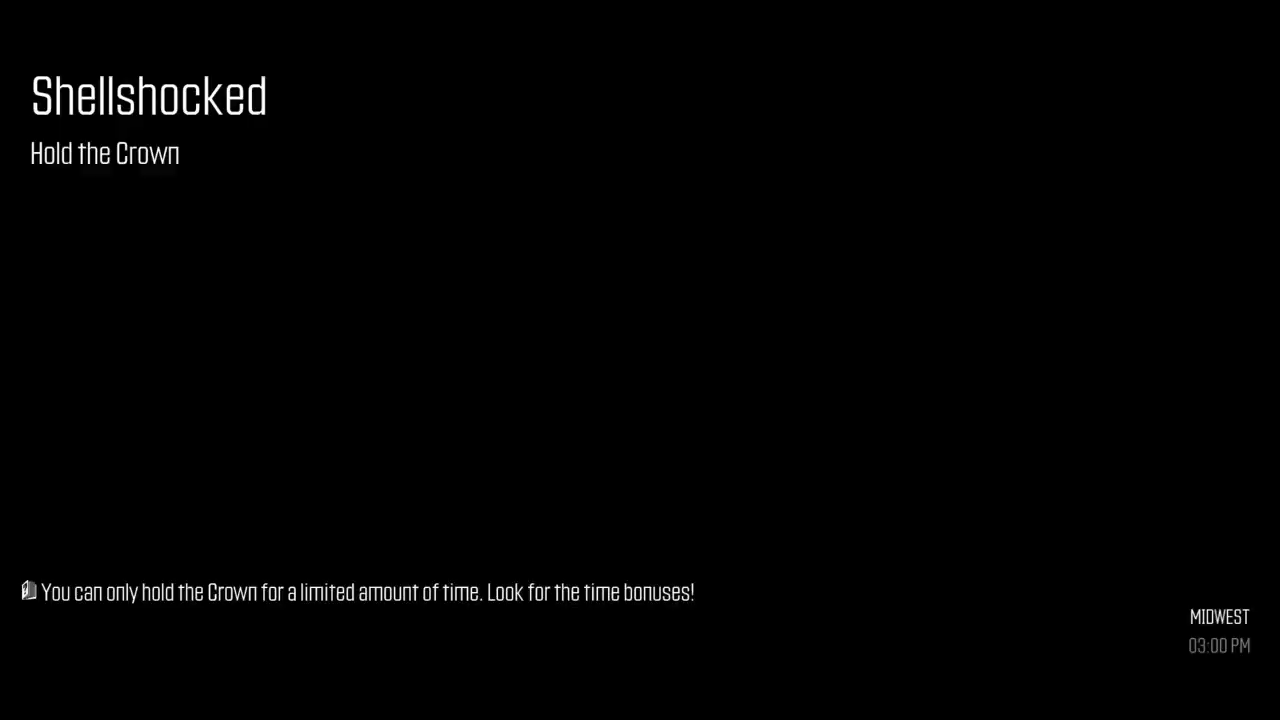 Shellshocked
Hold the Crown
You can only hold the Crown for a limited amount of time. Look for the time bonuses!
MIDWEST
03:00 PM